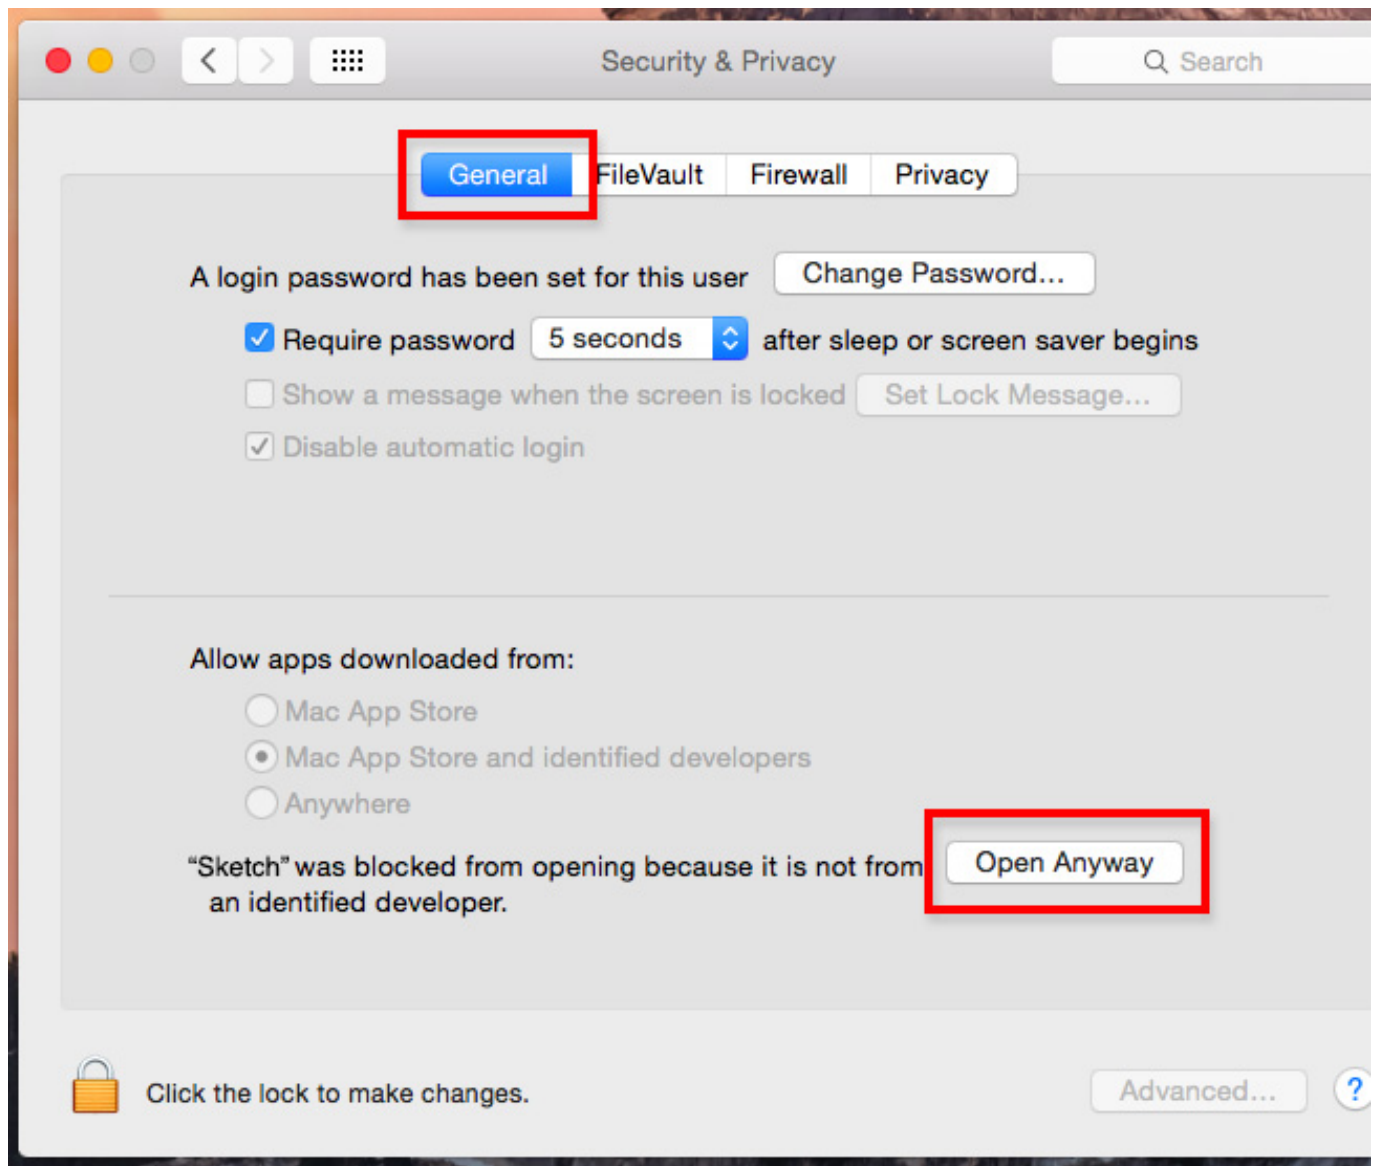 Security & Privacy
Search
General FileVault Firewall Privacy
A login password has been set for this user Change Password...
Require password 5 seconds after sleep or screen saver begins
Show a message when the screen is locked Set Lock Message...
Disable automatic login
Allow apps downloaded from:
Mac App Store
Mac App Store and identified developers
Anywhere
“Sketch” was blocked from opening because it is not from Open Anyway
an identified developer.
Click the lock to make changes.
Advanced... ?